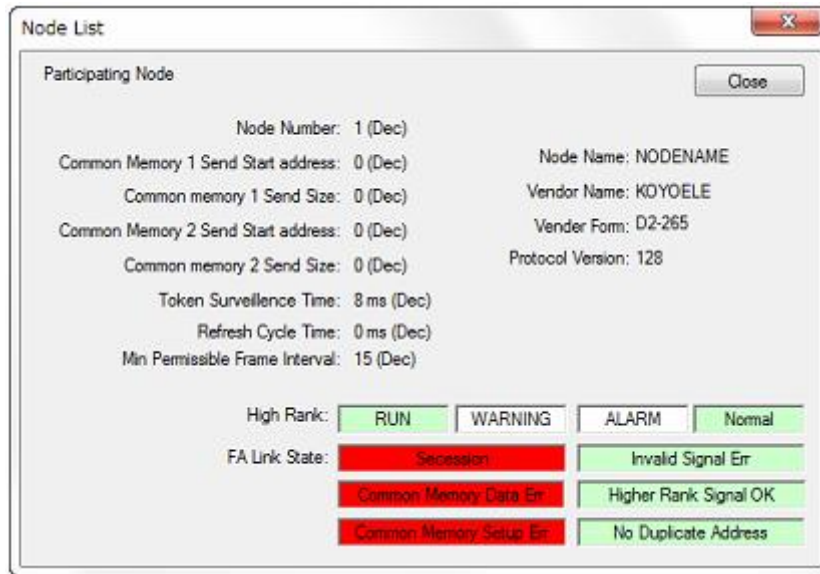 Node List
Participating Node
Close
Node Number: 1 (Dec)
Common Memory 1 Send Start address: 0 (Dec)
Common memory 1 Send Size: 0 (Dec)
Common Memory 2 Send Start address: 0 (Dec)
Common memory 2 Send Size: 0 (Dec)
Token Surveillence Time: 8 ms (Dec)
Refresh Cycle Time: 0 ms (Dec)
Min Permissible Frame Interval: 15 (Dec)
Node Name: NODENAME
Vendor Name: KOYOELE
Vender Form: D2-265
Protocol Version: 128
High Rank: RUN WARNING ALARM Normal
FA Link State: Secession Invalid Signal Err
Common Memory Data Err Higher Rank Signal OK
Common Memory Setup Err No Duplicate Address